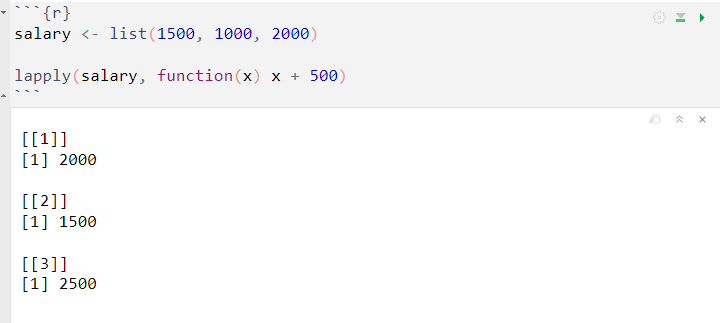 ```{r}
salary <- list(1500, 1000, 2000)
lapply(salary, function(x) x + 500)
```
[[1]]
[1] 2000
[[2]]
[1] 1500
[[3]]
[1] 2500